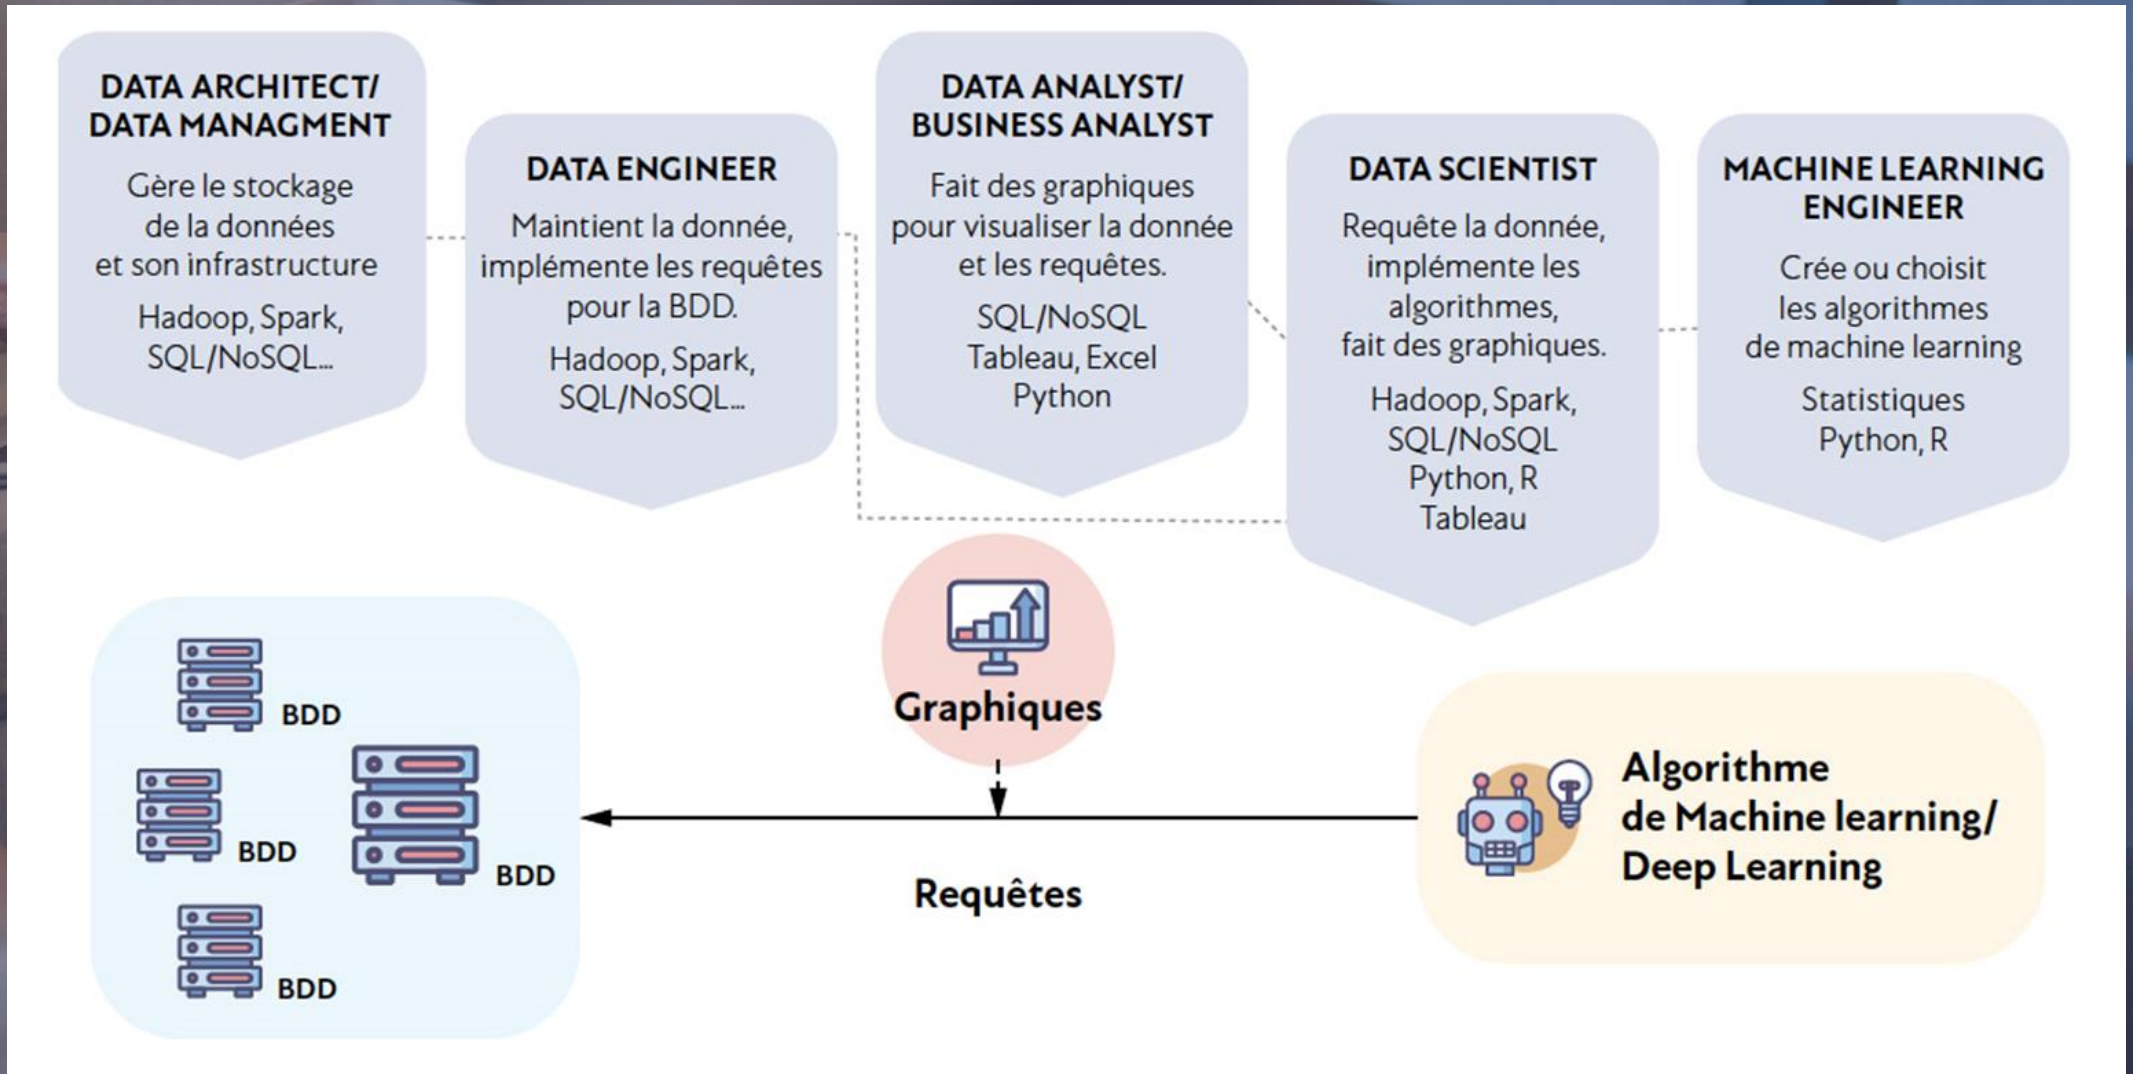 DATA ARCHITECT/
DATA MANAGMENT
Gère le stockage
de la données
et son infrastructure
Hadoop, Spark,
SQL/NoSQL...
DATA ENGINEER
Maintient la donnée,
implémente les requêtes
pour la BDD.
Hadoop, Spark,
SQL/NoSQL...
DATA ANALYST/
BUSINESS ANALYST
Fait des graphiques
pour visualiser la donnée
et les requêtes.
SQL/NoSQL
Tableau, Excel
Python
DATA SCIENTIST
Requête la donnée,
implémente les
algorithmes,
fait des graphiques.
Hadoop, Spark,
SQL/NoSQL
Python, R
Tableau
MACHINE LEARNING
ENGINEER
Crée ou choisit
les algorithmes
de machine learning
Statistiques
Python, R
BDD
BDD
BDD
BDD
Graphiques
Requêtes
Algorithme
de Machine learning/
Deep Learning